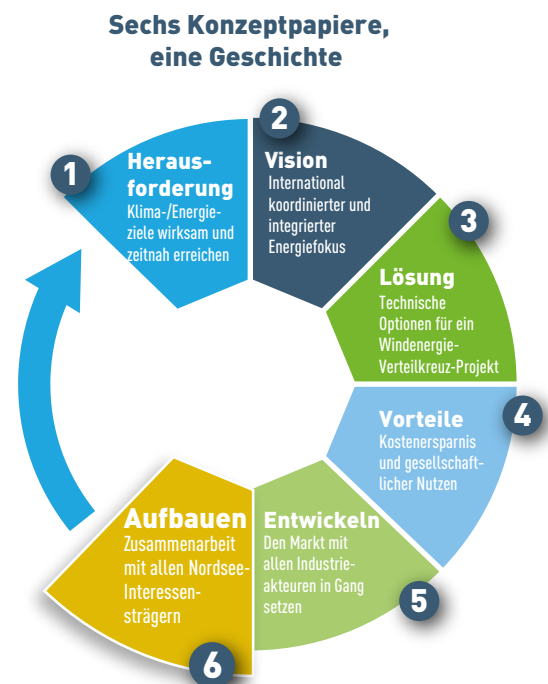 Sechs Konzeptpapiere,
eine Geschichte
1
Heraus-
forderung
Klima-/Energie-
ziele wirksam und
zeitnah erreichen
2
Vision
International
koordinierter und
integrierter
Energiefokus
3
Lösung
Technische
Optionen für ein
Windenergie-
Verteilkreuz-Projekt
4
Vorteile
Kostenersparnis
und gesellschaft-
licher Nutzen
5
Entwickeln
Den Markt mit
allen Industrie-
akteuren in Gang
setzen
6
Aufbauen
Zusammenarbeit
mit allen Nordsee-
Interessen-
strägern